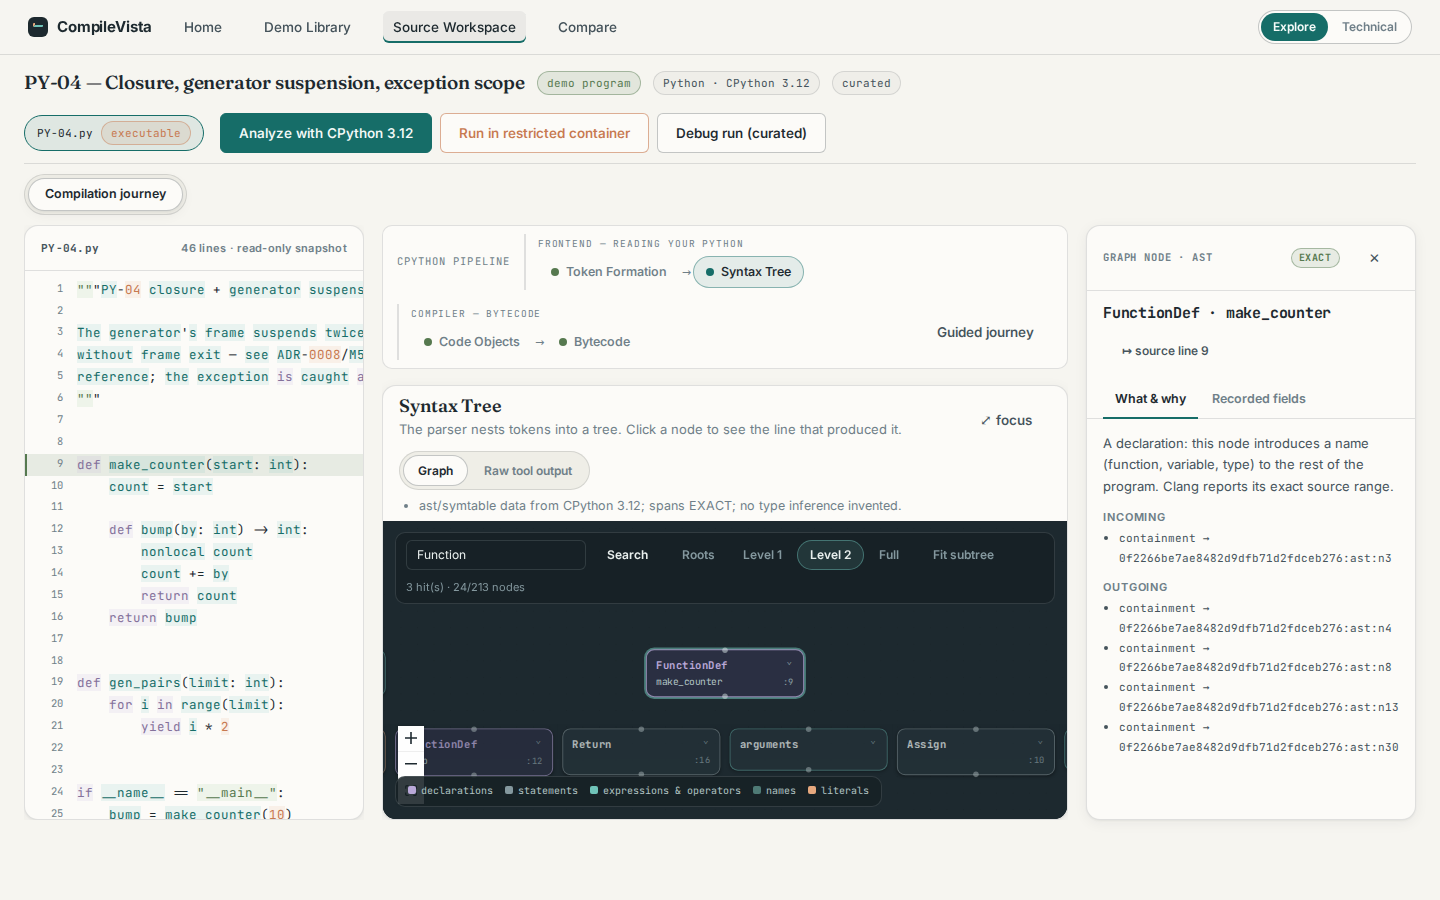 CompileVista
Home
Demo Library
Source Workspace
Compare
Explore
Technical
PY-04 — Closure, generator suspension, exception scope
demo program
Python · CPython 3.12
curated
PY-04.py
executable
Analyze with CPython 3.12
Run in restricted container
Debug run (curated)
Compilation journey
PY-04.py
46 lines · read-only snapshot
1 """PY-04 closure + generator suspens
2
3 The generator's frame suspends twice
4 without frame exit — see ADR-0008/M5
5 reference; the exception is caught a
6 """
7
8
9 def make_counter(start: int):
10 count = start
11
12 def bump(by: int) -> int:
13 nonlocal count
14 count += by
15 return count
16 return bump
17
18
19 def gen_pairs(limit: int):
20 for i in range(limit):
21 yield i * 2
22
23
24 if __name__ == "__main__":
25 bump = make_counter(10)
CPYTHON PIPELINE
FRONTEND — READING YOUR PYTHON
Token Formation → Syntax Tree
COMPILER — BYTECODE
Code Objects → Bytecode
Guided journey
Syntax Tree
The parser nests tokens into a tree. Click a node to see the line that produced it.
⤢ focus
Graph
Raw tool output
• ast/symtable data from CPython 3.12; spans EXACT; no type inference invented.
Function
Search
Roots
Level 1
Level 2
Full
Fit subtree
3 hit(s) · 24/213 nodes
FunctionDef
make_counter :9
ctionDef
:12
Return
:16
arguments
Assign
:10
+
−
declarations
statements
expressions & operators
names
literals
GRAPH NODE · AST
EXACT
×
FunctionDef · make_counter
↦ source line 9
What & why
Recorded fields
A declaration: this node introduces a name
(function, variable, type) to the rest of the
program. Clang reports its exact source range.
INCOMING
• containment →
0f2266be7ae8482d9dfb71d2fdceb276:ast:n3
OUTGOING
• containment →
0f2266be7ae8482d9dfb71d2fdceb276:ast:n4
• containment →
0f2266be7ae8482d9dfb71d2fdceb276:ast:n8
• containment →
0f2266be7ae8482d9dfb71d2fdceb276:ast:n13
• containment →
0f2266be7ae8482d9dfb71d2fdceb276:ast:n30